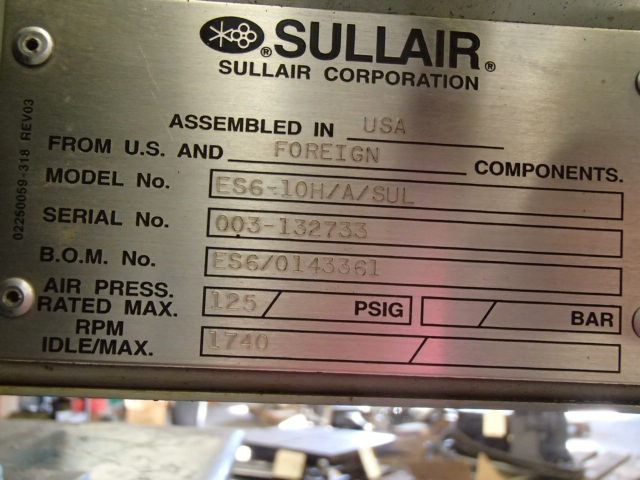 SULLAIR®
SULLAIR CORPORATION
ASSEMBLED IN USA
FROM U.S. AND FOREIGN COMPONENTS.
MODEL No. ES6-10H/A/SUL
SERIAL No. 003-132733
B.O.M. No. ES6/0143361
AIR PRESS. RATED MAX. 125/ PSIG / BAR
RPM IDLE/MAX. 1740 /
02250059-318 REV03